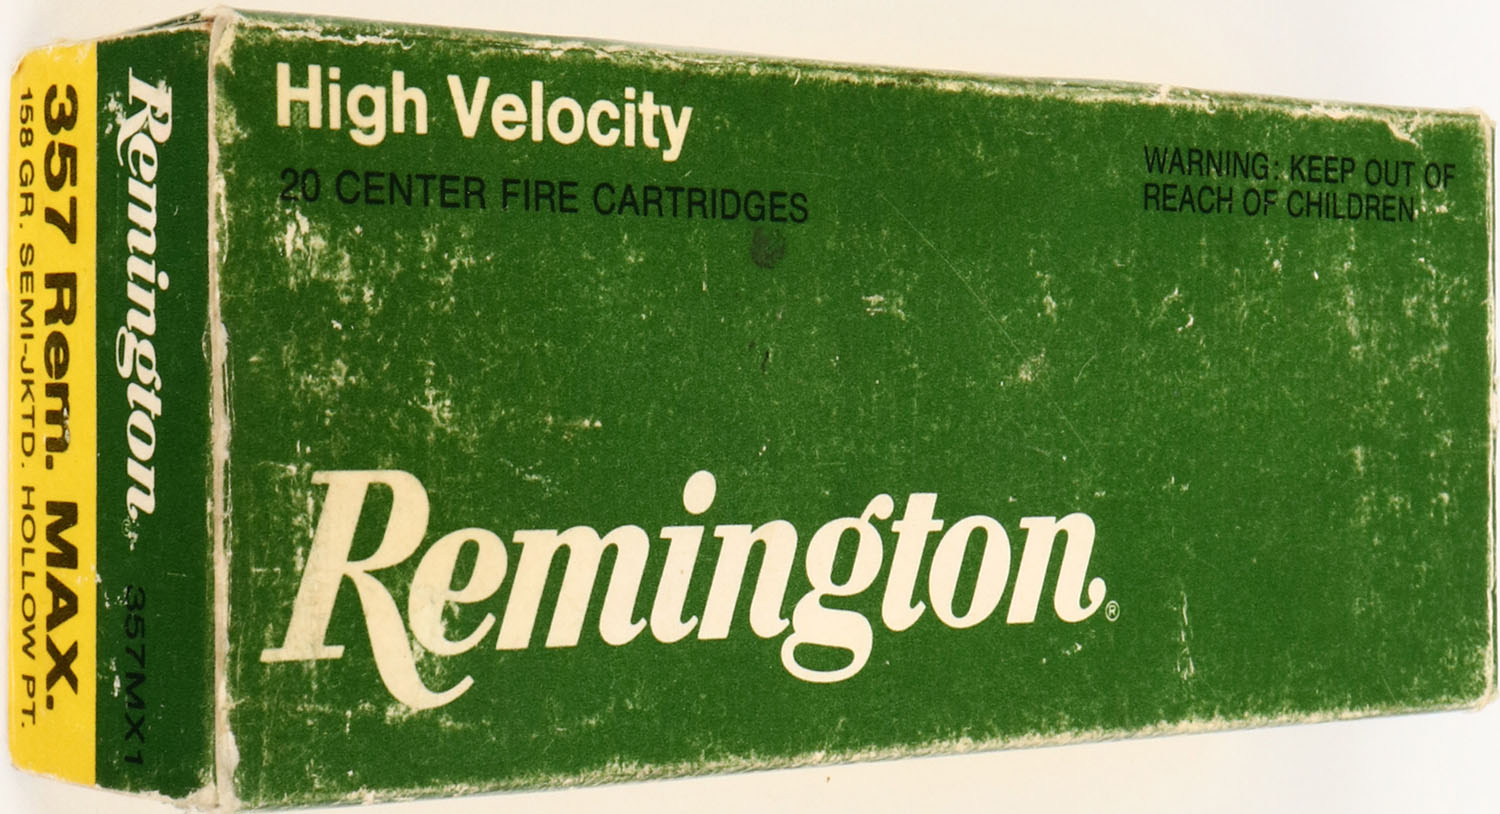 High Velocity
20 CENTER FIRE CARTRIDGES
WARNING: KEEP OUT OF
REACH OF CHILDREN
Remington®
Remington® 357MX1
357 Rem. MAX.
158 GR. SEMI-JKTD. HOLLOW PT.